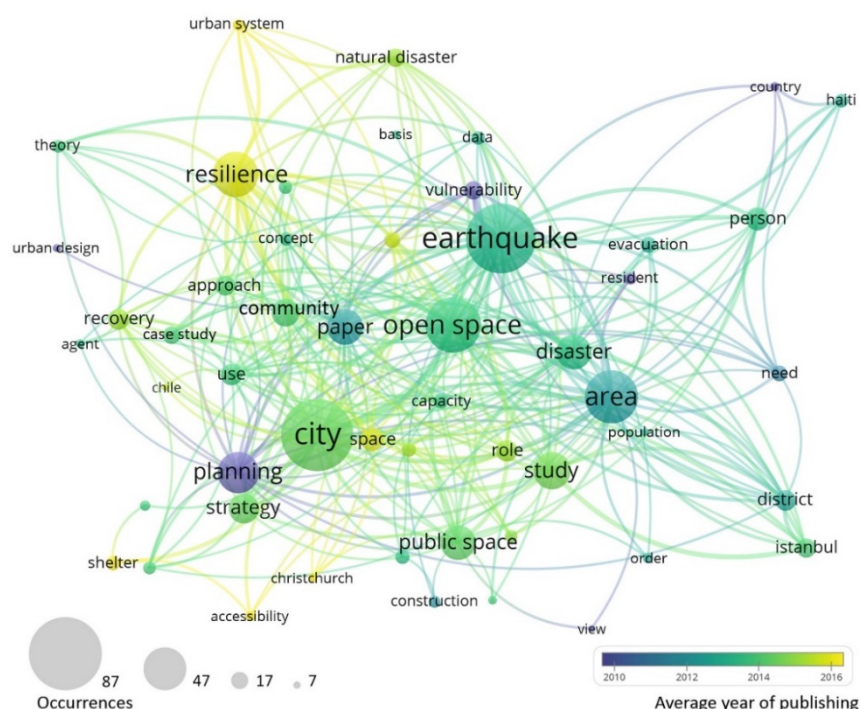 urban system
natural disaster
country
haiti
basis
data
theory
resilience
vulnerability
person
concept
earthquake
evacuation
urban design
resident
approach
community
recovery
paper
open space
case study
agent
disaster
use
need
chile
capacity
area
city
space
population
role
planning
study
strategy
district
public space
istanbul
order
shelter
christchurch
construction
accessibility
view
87
47
17
7
Occurrences
2010
2012
2014
2016
Average year of publishing